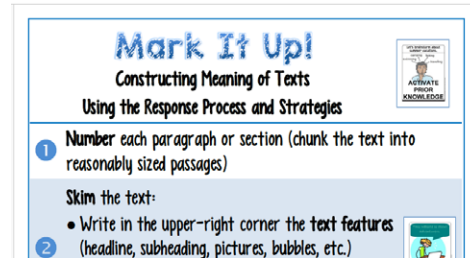 Mark It Up!
Constructing Meaning of Texts
Using the Response Process and Strategies
ACTIVATE
PRIOR
KNOWLEDGE
1 Number each paragraph or section (chunk the text into
reasonably sized passages)
Skim the text:
2 • Write in the upper-right corner the text features
(headline, subheading, pictures, bubbles, etc.)